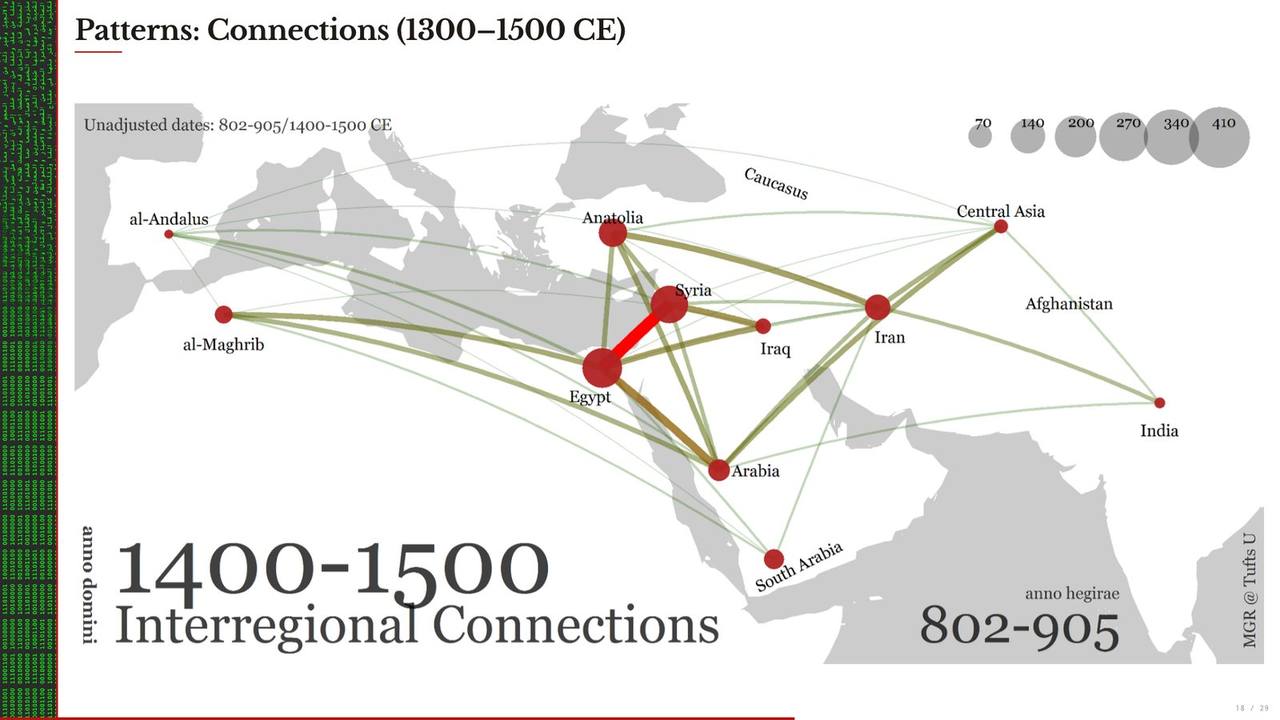 Patterns: Connections (1300–1500 CE)
Unadjusted dates: 802-905/1400-1500 CE
70 140 200 270 340 410
Caucasus
al-Andalus
Anatolia
Central Asia
Syria
Afghanistan
al-Maghrib
Iraq
Iran
Egypt
India
Arabia
South Arabia
anno domini
1400-1500
Interregional Connections
anno hegirae
802-905
MGR @ Tufts U
18 / 29